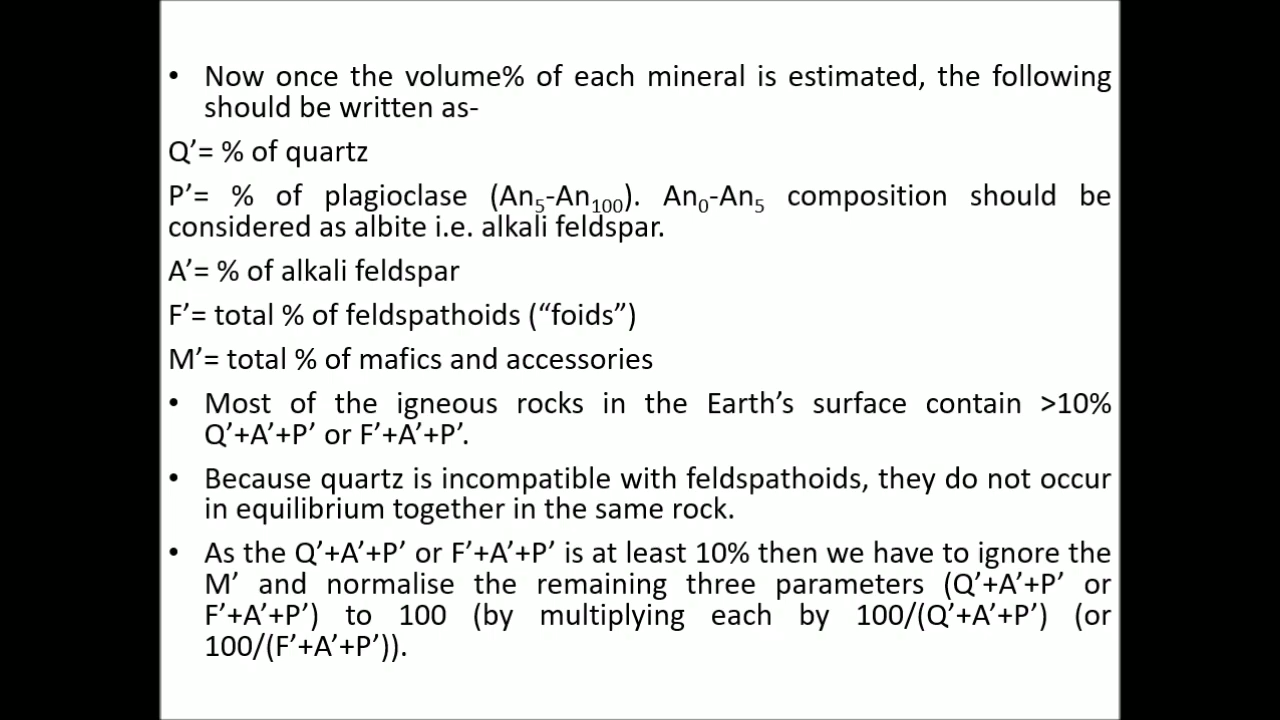 • Now once the volume% of each mineral is estimated, the following
should be written as-
Q’= % of quartz
P’= % of plagioclase (An₅-An₁₀₀). An₀-An₅ composition should be
considered as albite i.e. alkali feldspar.
A’= % of alkali feldspar
F’= total % of feldspathoids (“foids”)
M’= total % of mafics and accessories
• Most of the igneous rocks in the Earth’s surface contain >10%
Q’+A’+P’ or F’+A’+P’.
• Because quartz is incompatible with feldspathoids, they do not occur
in equilibrium together in the same rock.
• As the Q’+A’+P’ or F’+A’+P’ is at least 10% then we have to ignore the
M’ and normalise the remaining three parameters (Q’+A’+P’ or
F’+A’+P’) to 100 (by multiplying each by 100/(Q’+A’+P’) (or
100/(F’+A’+P’)).